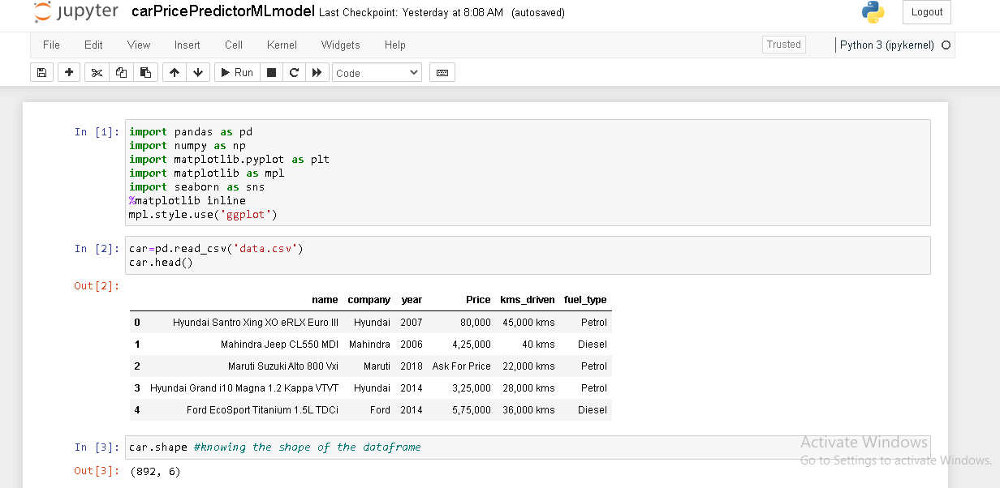 jupyter carPricePredictorMLmodel Last Checkpoint: Yesterday at 8:08 AM (autosaved) Logout
File Edit View Insert Cell Kernel Widgets Help Trusted Python 3 (ipykernel)
Run Code
In [1]: import pandas as pd
import numpy as np
import matplotlib.pyplot as plt
import matplotlib as mpl
import seaborn as sns
%matplotlib inline
mpl.style.use('ggplot')
In [2]: car=pd.read_csv('data.csv')
car.head()
Out[2]:
name company year Price kms_driven fuel_type
0 Hyundai Santro Xing XO eRLX Euro III Hyundai 2007 80,000 45,000 kms Petrol
1 Mahindra Jeep CL550 MDI Mahindra 2006 4,25,000 40 kms Diesel
2 Maruti Suzuki Alto 800 Vxi Maruti 2018 Ask For Price 22,000 kms Petrol
3 Hyundai Grand i10 Magna 1.2 Kappa VTVT Hyundai 2014 3,25,000 28,000 kms Petrol
4 Ford EcoSport Titanium 1.5L TDCi Ford 2014 5,75,000 36,000 kms Diesel
In [3]: car.shape #knowing the shape of the dataframe
Out[3]: (892, 6)
Activate Windows
Go to Settings to activate Windows.